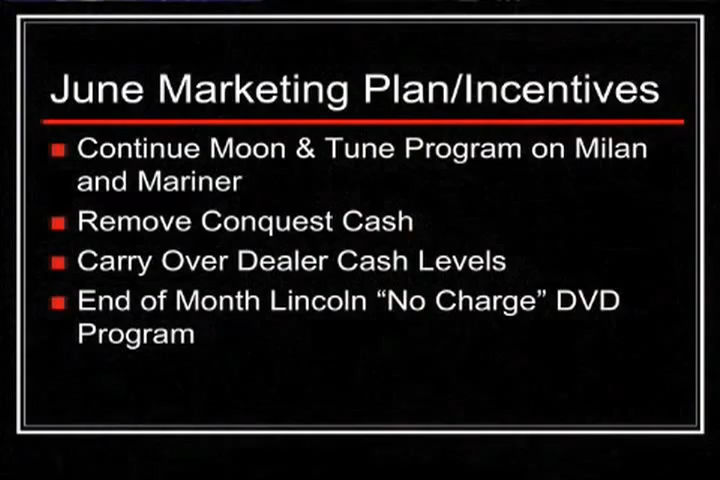 June Marketing Plan/Incentives
Continue Moon & Tune Program on Milan
and Mariner
Remove Conquest Cash
Carry Over Dealer Cash Levels
End of Month Lincoln “No Charge” DVD
Program